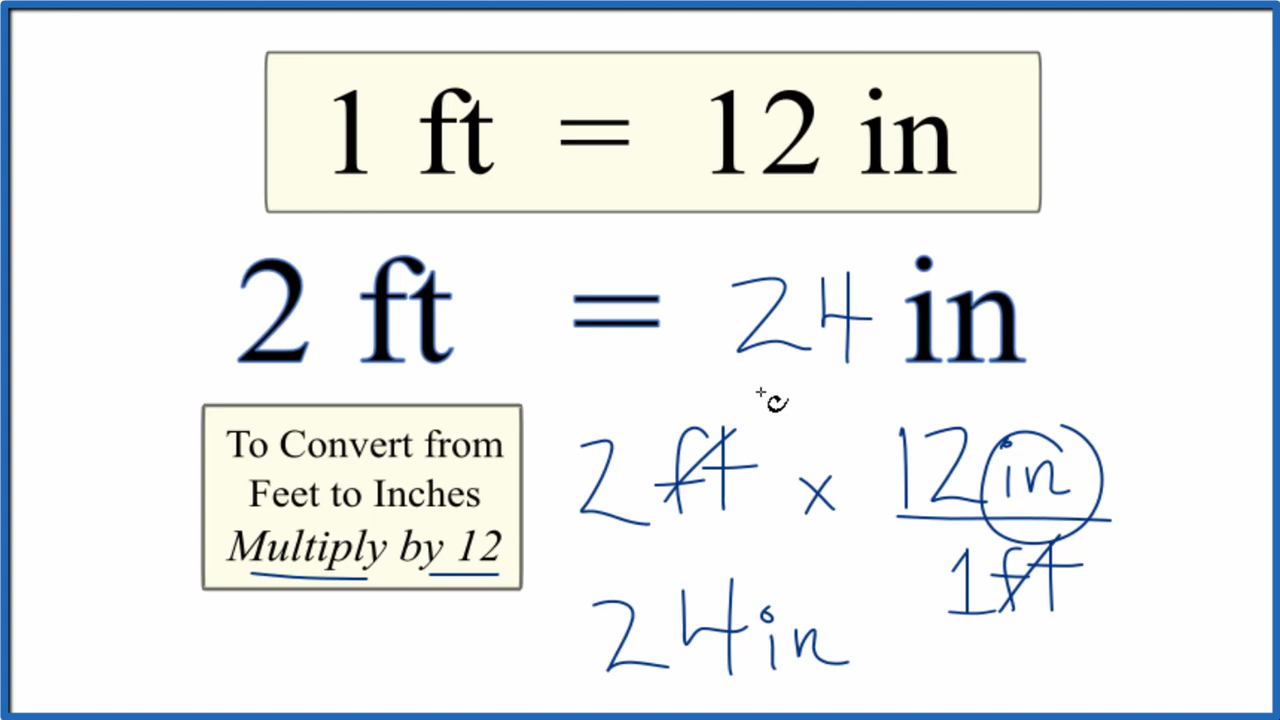 1 ft = 12 in
2 ft = 24 in
To Convert from
Feet to Inches
Multiply by 12
2 ft x 12 in
1 ft
24 in